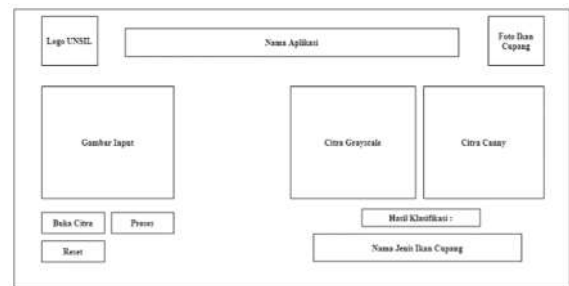 Logo UNSIL
Nama Aplikasi
Foto Ikan
Cupang
Gambar Input
Citra Grayscale
Citra Canny
Buka Citra
Proses
Hasil Klasifikasi :
Reset
Nama Jenis Ikan Cupang